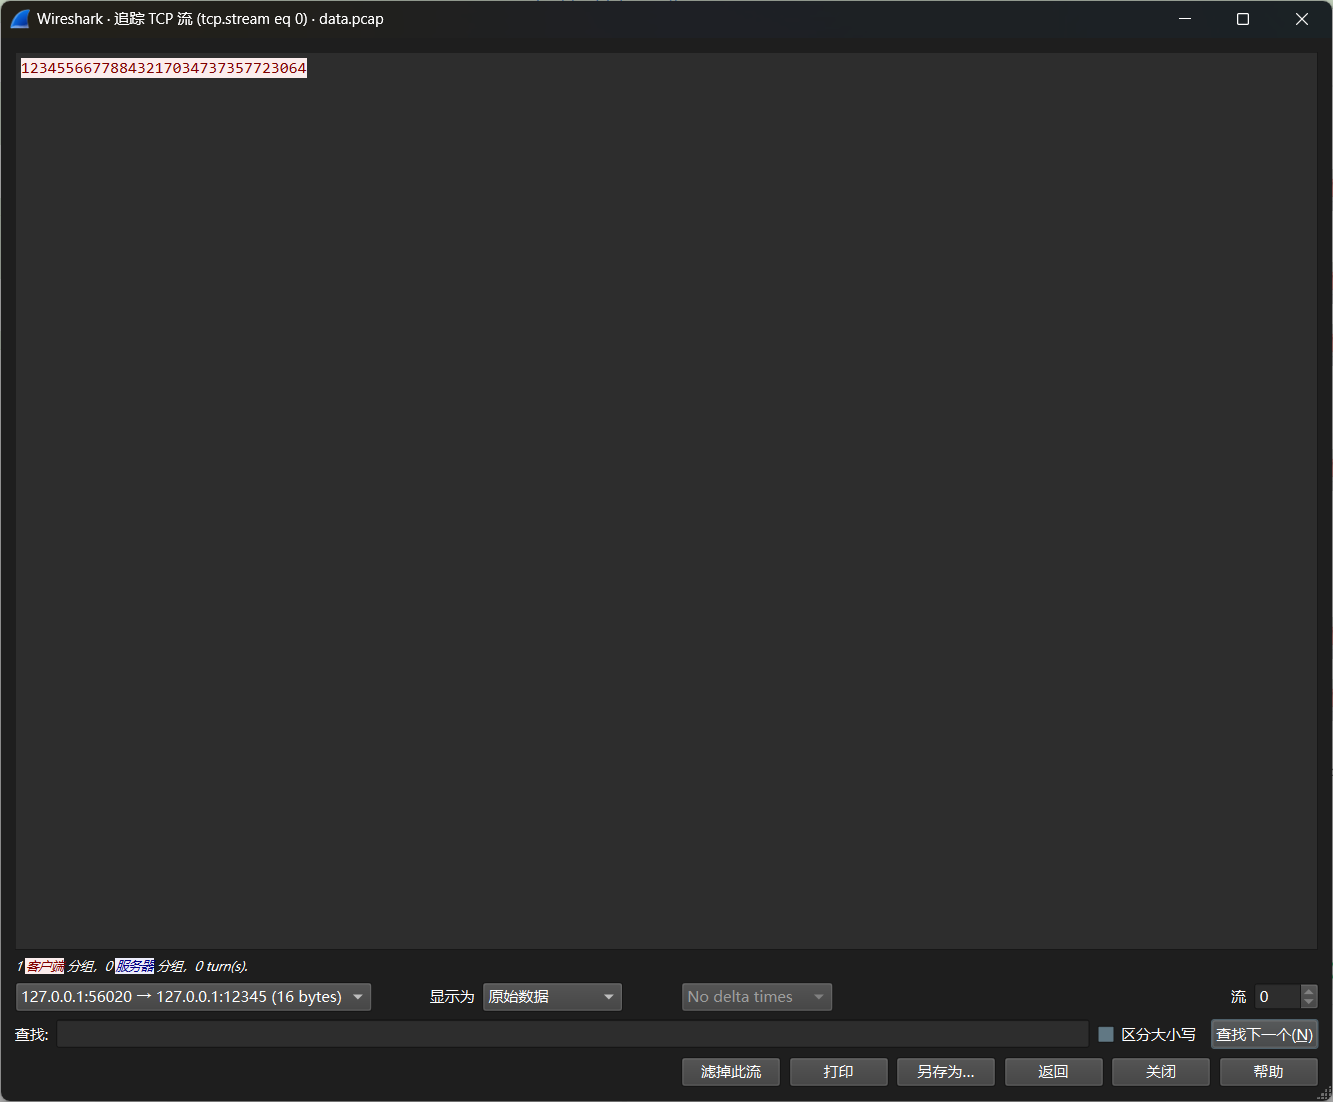 Wireshark · 追踪 TCP 流 (tcp.stream eq 0) · data.pcap
12345566778843217034737357723064
1 客户端 分组, 0 服务器 分组, 0 turn(s).
127.0.0.1:56020 → 127.0.0.1:12345 (16 bytes) 显示为 原始数据 No delta times 流 0
查找: 区分大小写 查找下一个(N)
滤掉此流 打印 另存为... 返回 关闭 帮助